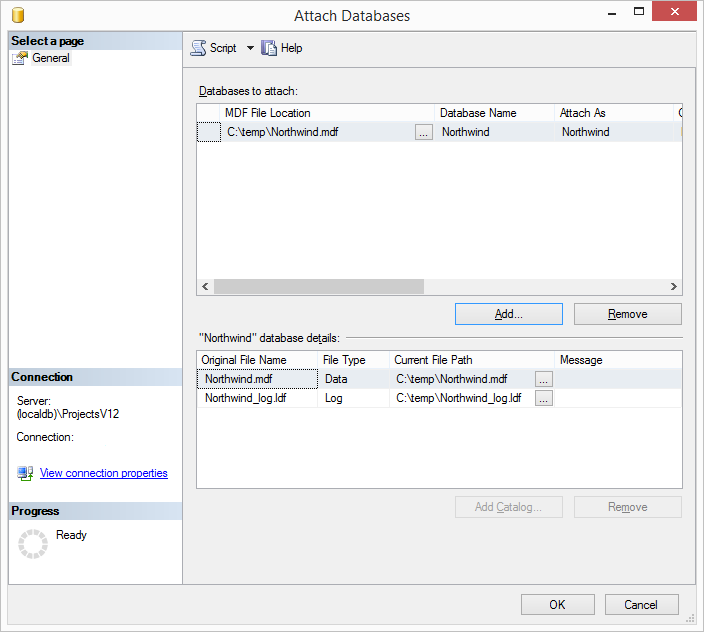 Attach Databases
Select a page
General
Script
Help
Databases to attach:
MDF File Location Database Name Attach As
C:\temp\Northwind.mdf ... Northwind Northwind
Add... Remove
"Northwind" database details:
Original File Name File Type Current File Path Message
Northwind.mdf Data C:\temp\Northwind.mdf ...
Northwind_log.ldf Log C:\temp\Northwind_log.ldf ...
Add Catalog... Remove
Connection
Server:
(localdb)\ProjectsV12
Connection:
View connection properties
Progress
Ready
OK Cancel